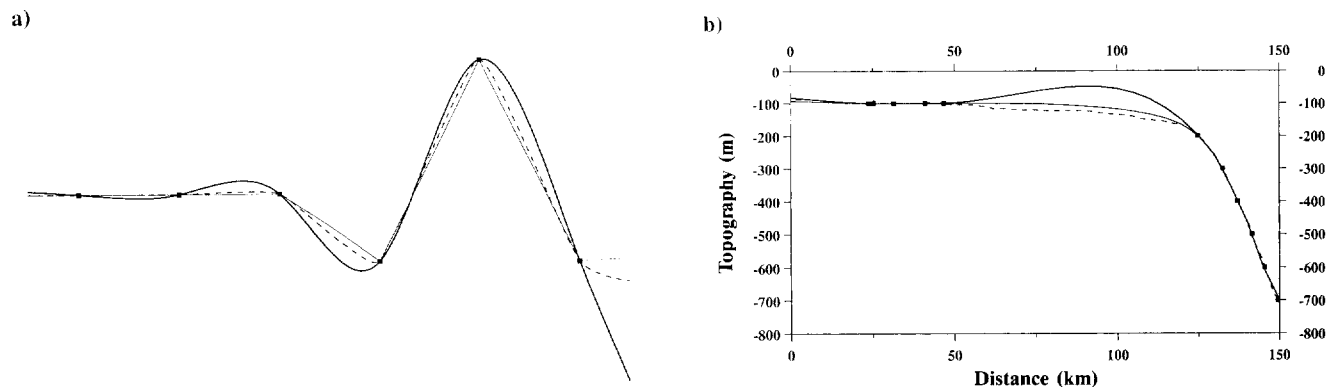 a)
b)
0 50 100 150
0 0
-100 -100
-200 -200
-300 -300
-400 -400
-500 -500
-600 -600
-700 -700
-800 -800
Topography (m)
0 50 100 150
Distance (km)